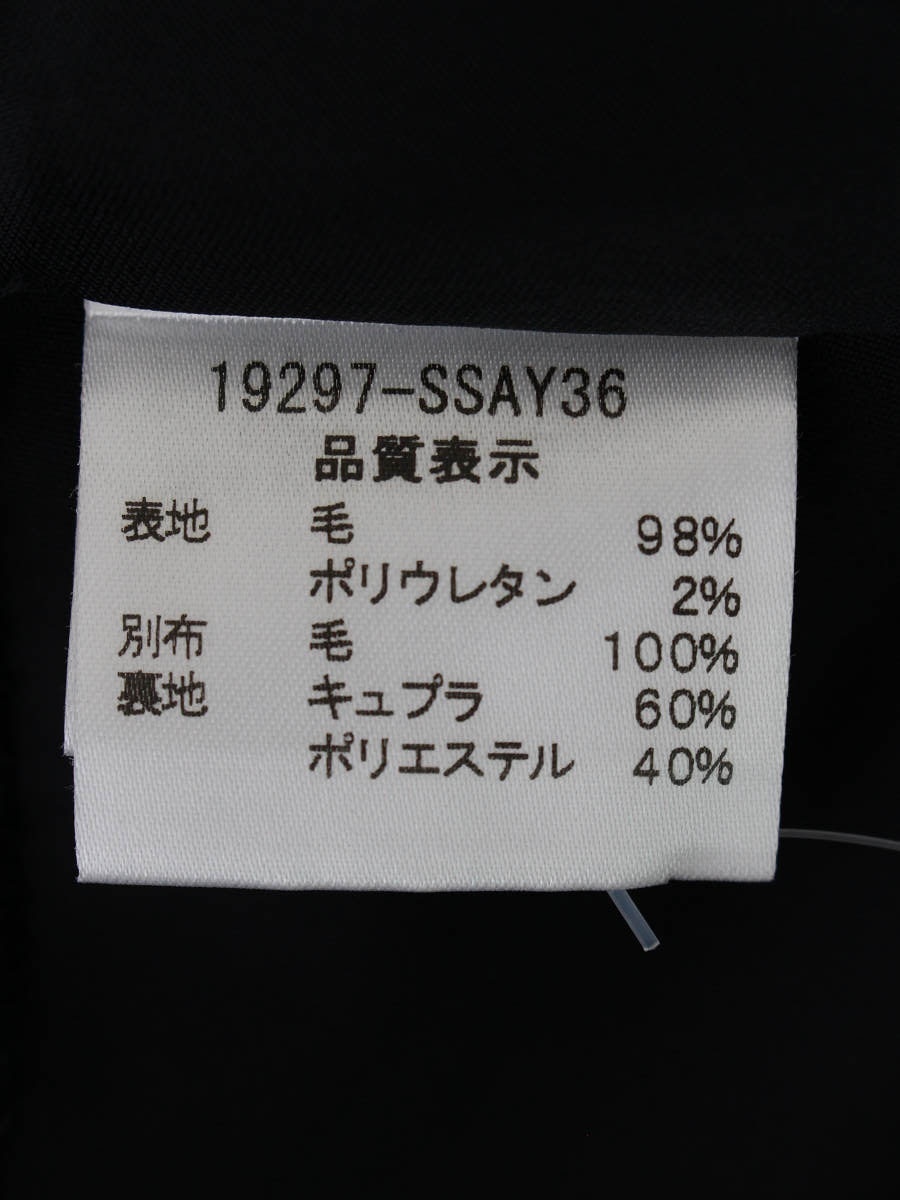 19297-SSAY36
品質表示
表地 毛 98%
ポリウレタン 2%
別布 毛 100%
裏地 キュプラ 60%
ポリエステル 40%